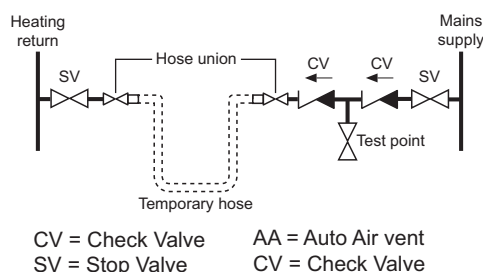 Heating
return
Mains
supply
SV
Hose union
CV
CV
SV
Test point
Temporary hose
CV = Check Valve
SV = Stop Valve
AA = Auto Air vent
CV = Check Valve